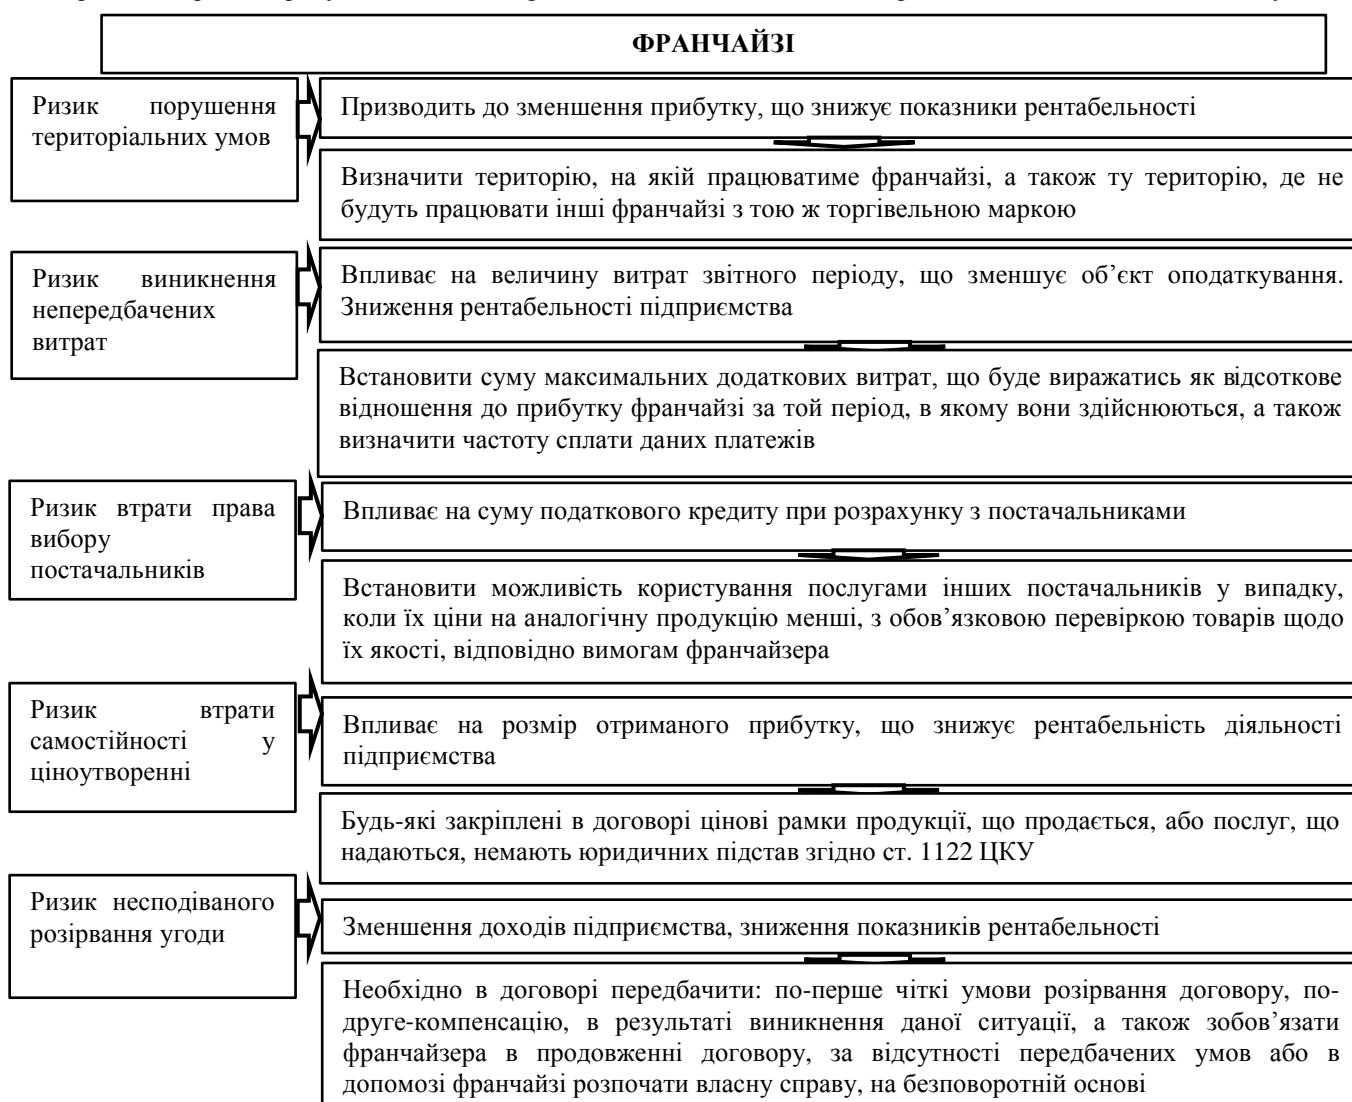 ФРАНЧАЙЗІ
Ризик порушення
територіальних умов
Призводить до зменшення прибутку, що знижує показники рентабельності
Визначити територію, на якій працюватиме франчайзі, а також ту територію, де не
будуть працювати інші франчайзі з тою ж торгівельною маркою
Ризик виникнення
непередбачених
витрат
Впливає на величину витрат звітного періоду, що зменшує об’єкт оподаткування.
Зниження рентабельності підприємства
Встановити суму максимальних додаткових витрат, що буде виражатись як відсоткове
відношення до прибутку франчайзі за той період, в якому вони здійснюються, а також
визначити частоту сплати даних платежів
Ризик втрати права
вибору
постачальників
Впливає на суму податкового кредиту при розрахунку з постачальниками
Встановити можливість користування послугами інших постачальників у випадку,
коли їх ціни на аналогічну продукцію менші, з обов’язковою перевіркою товарів щодо
їх якості, відповідно вимогам франчайзера
Ризик втрати
самостійності у
ціноутворенні
Впливає на розмір отриманого прибутку, що знижує рентабельність діяльності
підприємства
Будь-які закріплені в договорі цінові рамки продукції, що продається, або послуг, що
надаються, немають юридичних підстав згідно ст. 1122 ЦКУ
Ризик несподіваного
розірвання угоди
Зменшення доходів підприємства, зниження показників рентабельності
Необхідно в договорі передбачити: по-перше чіткі умови розірвання договору, по-
друге-компенсацію, в результаті виникнення даної ситуації, а також зобов’язати
франчайзера в продовженні договору, за відсутності передбачених умов або в
допомозі франчайзі розпочати власну справу, на безповоротній основі